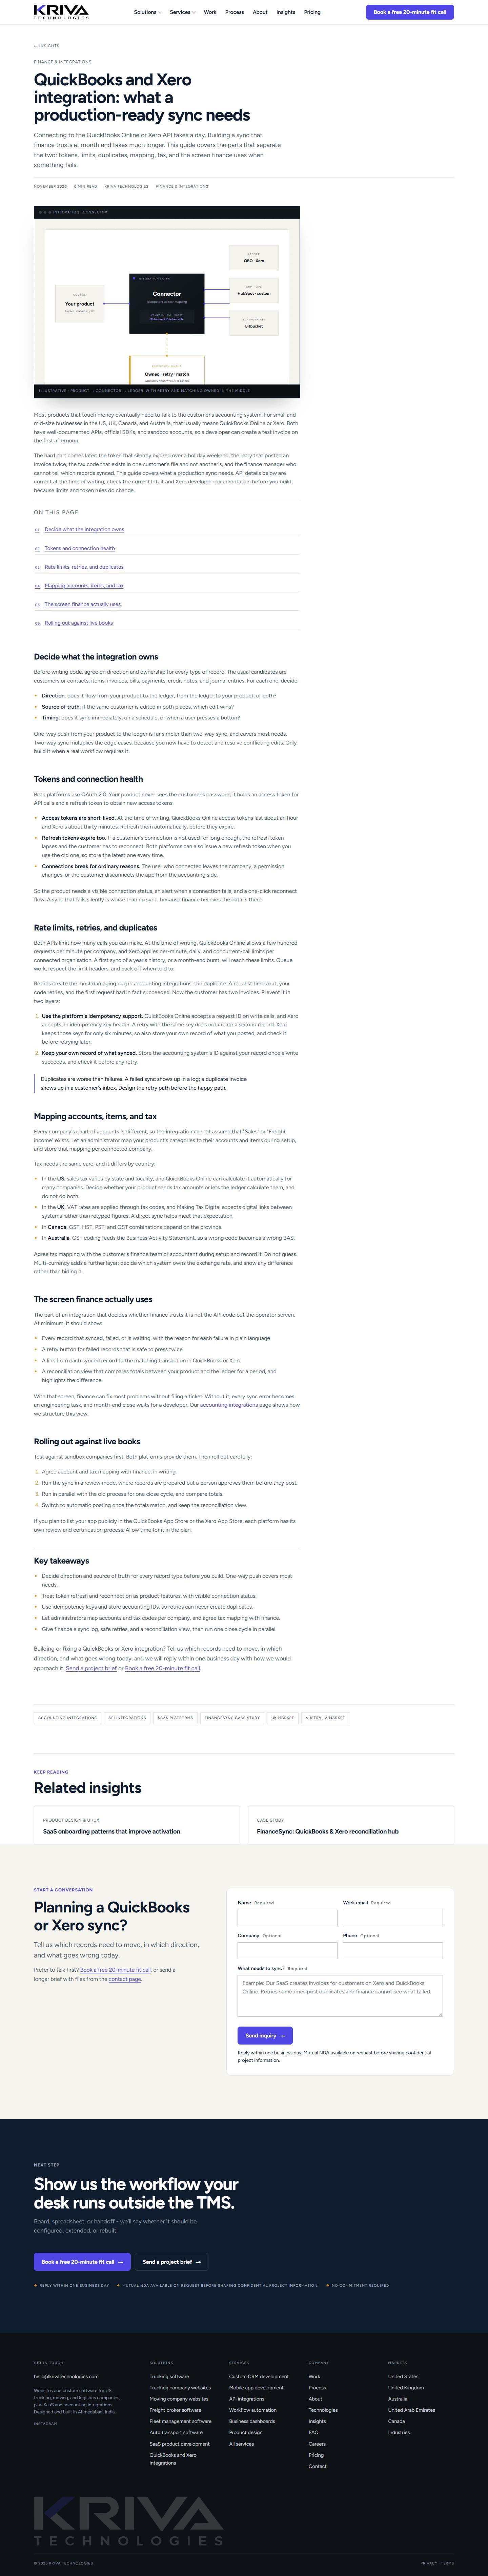 KRIVA
TECHNOLOGIES
Solutions
Services
Work
Process
About
Insights
Pricing
Book a free 20-minute fit call
← INSIGHTS
FINANCE & INTEGRATIONS
QuickBooks and Xero
integration: what a
production-ready sync needs
Connecting to the QuickBooks Online or Xero API takes a day. Building a sync that
finance trusts at month end takes much longer. This guide covers the parts that separate
the two: tokens, limits, duplicates, mapping, tax, and the screen finance uses when
something fails.
NOVEMBER 2025 6 MIN READ KRIVA TECHNOLOGIES FINANCE & INTEGRATIONS
INTEGRATION CONNECTOR
Your product
Connector
LEDGER
QBO · Xero
HubSpot · custom
Bitbucket
Owned · retry · match
ILLUSTRATIVE · PRODUCT → CONNECTOR → LEDGER, WITH RETRY AND MATCHING OWNED IN THE MIDDLE
Most products that touch money eventually need to talk to the customer's accounting system. For small and
mid-size businesses in the US, UK, Canada, and Australia, that usually means QuickBooks Online or Xero. Both
have well-documented APIs, official SDKs, and sandbox accounts, so a developer can create a test invoice on
the first afternoon.
The hard part comes later: the token that silently expired over a holiday weekend, the retry that posted an
invoice twice, the tax code that exists in one customer's file and not another's, and the finance manager who
cannot tell which records synced. This guide covers what a production sync needs. API details below are
correct at the time of writing; check the current Intuit and Xero developer documentation before you build,
because limits and token rules do change.
ON THIS PAGE
01 Decide what the integration owns
02 Tokens and connection health
03 Rate limits, retries, and duplicates
04 Mapping accounts, items, and tax
05 The screen finance actually uses
06 Rolling out against live books
Decide what the integration owns
Before writing code, agree on direction and ownership for every type of record. The usual candidates are
customers or contacts, items, invoices, bills, payments, credit notes, and journal entries. For each one, decide:
Direction: does it flow from your product to the ledger, from the ledger to your product, or both?
Source of truth: if the same customer is edited in both places, which edit wins?
Timing: does it sync immediately, on a schedule, or when a user presses a button?
One-way push from your product to the ledger is far simpler than two-way sync, and covers most needs.
Two-way sync multiplies the edge cases, because you now have to detect and resolve conflicting edits. Only
build it when a real workflow requires it.
Tokens and connection health
Both platforms use OAuth 2.0. Your product never sees the customer's password; it holds an access token for
API calls and a refresh token to obtain new access tokens.
Access tokens are short-lived. At the time of writing, QuickBooks Online access tokens last about an hour
and Xero's about thirty minutes. Refresh them automatically, before they expire.
Refresh tokens expire too. If a customer's connection is not used for long enough, the refresh token
lapses and the customer has to reconnect. Both platforms can also issue a new refresh token when you
use the old one, so store the latest one every time.
Connections break for ordinary reasons. The user who connected leaves the company, a permission
changes, or the customer disconnects the app from the accounting side.
So the product needs a visible connection status, an alert when a connection fails, and a one-click reconnect
flow. A sync that fails silently is worse than no sync, because finance believes the data is there.
Rate limits, retries, and duplicates
Both APIs limit how many calls you can make. At the time of writing, QuickBooks Online allows a few hundred
requests per minute per company, and Xero applies per-minute, daily, and concurrent-call limits per
connected organisation. A first sync of a year's history, or a month-end burst, will reach these limits. Queue
work, respect the limit headers, and back off when told to.
Retries create the most damaging bug in accounting integrations: the duplicate. A request times out, your
code retries, and the first request had in fact succeeded. Now the customer has two invoices. Prevent it in
two layers:
1. Use the platform's idempotency support. QuickBooks Online accepts a request ID on write calls, and Xero
accepts an idempotency key header. A retry with the same key does not create a second record. Xero
keeps those keys for only six minutes, so also store your own record of what you posted, and check it
before retrying later.
2. Keep your own record of what synced. Store the accounting system's ID against your record once a write
succeeds, and check it before any retry.
Duplicates are worse than failures. A failed sync shows up in a log; a duplicate invoice
shows up in a customer's inbox. Design the retry path before the happy path.
Mapping accounts, items, and tax
Every company's chart of accounts is different, so the integration cannot assume that "Sales" or "Freight
income" exists. Let an administrator map your product's categories to their accounts and items during setup,
and store that mapping per connected company.
Tax needs the same care, and it differs by country:
In the US, sales tax varies by state and locality, and QuickBooks Online can calculate it automatically for
many companies. Decide whether your product sends tax amounts or lets the ledger calculate them, and
do not do both.
In the UK, VAT rates are applied through tax codes, and Making Tax Digital expects digital links between
systems rather than retyped figures. A direct sync helps meet that expectation.
In Canada, GST, HST, PST, and QST combinations depend on the province.
In Australia, GST coding feeds the Business Activity Statement, so a wrong code becomes a wrong BAS.
Agree tax mapping with the customer's finance team or accountant during setup and record it. Do not guess.
Multi-currency adds a further layer: decide which system owns the exchange rate, and show any difference
rather than hiding it.
The screen finance actually uses
The part of an integration that decides whether finance trusts it is not the API code but the operator screen.
At minimum, it should show:
Every record that synced, failed, or is waiting, with the reason for each failure in plain language
A retry button for failed records that is safe to press twice
A link from each synced record to the matching transaction in QuickBooks or Xero
A reconciliation view that compares totals between your product and the ledger for a period, and
highlights the difference
With that screen, finance can fix most problems without filing a ticket. Without it, every sync error becomes
an engineering task, and month-end close waits for a developer. Our accounting integrations page shows how
we structure this view.
Rolling out against live books
Test against sandbox companies first. Both platforms provide them. Then roll out carefully:
1. Agree account and tax mapping with finance, in writing.
2. Run the sync in a review mode, where records are prepared but a person approves them before they post.
3. Run in parallel with the old process for one close cycle, and compare totals.
4. Switch to automatic posting once the totals match, and keep the reconciliation view.
If you plan to list your app publicly in the QuickBooks App Store or the Xero App Store, each platform has its
own review and certification process. Allow time for it in the plan.
Key takeaways
Decide direction and source of truth for every record type before you build. One-way push covers most
needs.
Treat token refresh and reconnection as product features, with visible connection status.
Use idempotency keys and store accounting IDs, so retries can never create duplicates.
Let administrators map accounts and tax codes per company, and agree tax mapping with finance.
Give finance a sync log, safe retries, and a reconciliation view, then run one close cycle in parallel.
Building or fixing a QuickBooks or Xero integration? Tell us which records need to move, in which
direction, and what goes wrong today, and we will reply within one business day with how we would
approach it. Send a project brief or Book a free 20-minute fit call.
ACCOUNTING INTEGRATIONS
API INTEGRATIONS
SAAS PLATFORMS
FINANCESYNC CASE STUDY
UK MARKET
AUSTRALIA MARKET
KEEP READING
Related insights
PRODUCT DESIGN & UI/UX
SaaS onboarding patterns that improve activation
CASE STUDY
FinanceSync: QuickBooks & Xero reconciliation hub
START A CONVERSATION
Planning a QuickBooks
or Xero sync?
Tell us which records need to move, in which direction,
and what goes wrong today.
Prefer to talk first? Book a free 20-minute fit call, or send a
longer brief with files from the contact page.
Name Required
Work email Required
Company Optional
Phone Optional
What needs to sync? Required
Example: Our SaaS creates invoices for customers on Xero and QuickBooks
Online. Retries sometimes post duplicates and finance cannot see what failed.
Send inquiry →
Reply within one business day. Mutual NDA available on request before sharing confidential
project information.
NEXT STEP
Show us the workflow your
desk runs outside the TMS.
Board, spreadsheet, or handoff - we'll say whether it should be
configured, extended, or rebuilt.
Book a free 20-minute fit call →
Send a project brief →
REPLY WITHIN ONE BUSINESS DAY
MUTUAL NDA AVAILABLE ON REQUEST BEFORE SHARING CONFIDENTIAL PROJECT INFORMATION.
NO COMMITMENT REQUIRED
GET IN TOUCH
hello@krivatechnologies.com
Websites and custom software for US
trucking, moving, and logistics companies,
plus SaaS and accounting integrations.
Designed and built in Ahmedabad, India.
INSTAGRAM
SOLUTIONS
Trucking software
Trucking company websites
Moving company websites
Freight broker software
Fleet management software
Auto transport software
SaaS product development
QuickBooks and Xero
integrations
SERVICES
Custom CRM development
Mobile app development
API integrations
Workflow automation
Business dashboards
Product design
All services
COMPANY
Work
Process
About
Technologies
Insights
FAQ
Careers
Pricing
Contact
MARKETS
United States
United Kingdom
Australia
United Arab Emirates
Canada
Industries
KRIVA
TECHNOLOGIES
© 2025 KRIVA TECHNOLOGIES
PRIVACY · TERMS